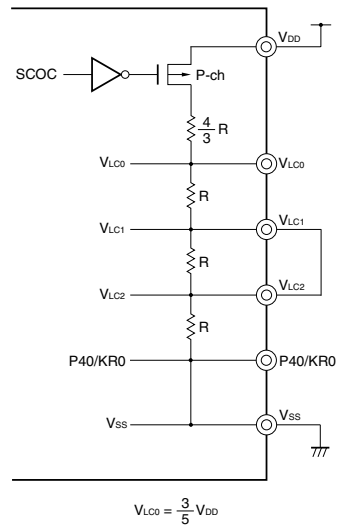 VDD
SCOC
P-ch
4/3 R
VLC0
VLC0
R
VLC1
VLC1
R
VLC2
VLC2
R
P40/KR0
P40/KR0
VSS
VSS
VLC0 = 3/5 VDD